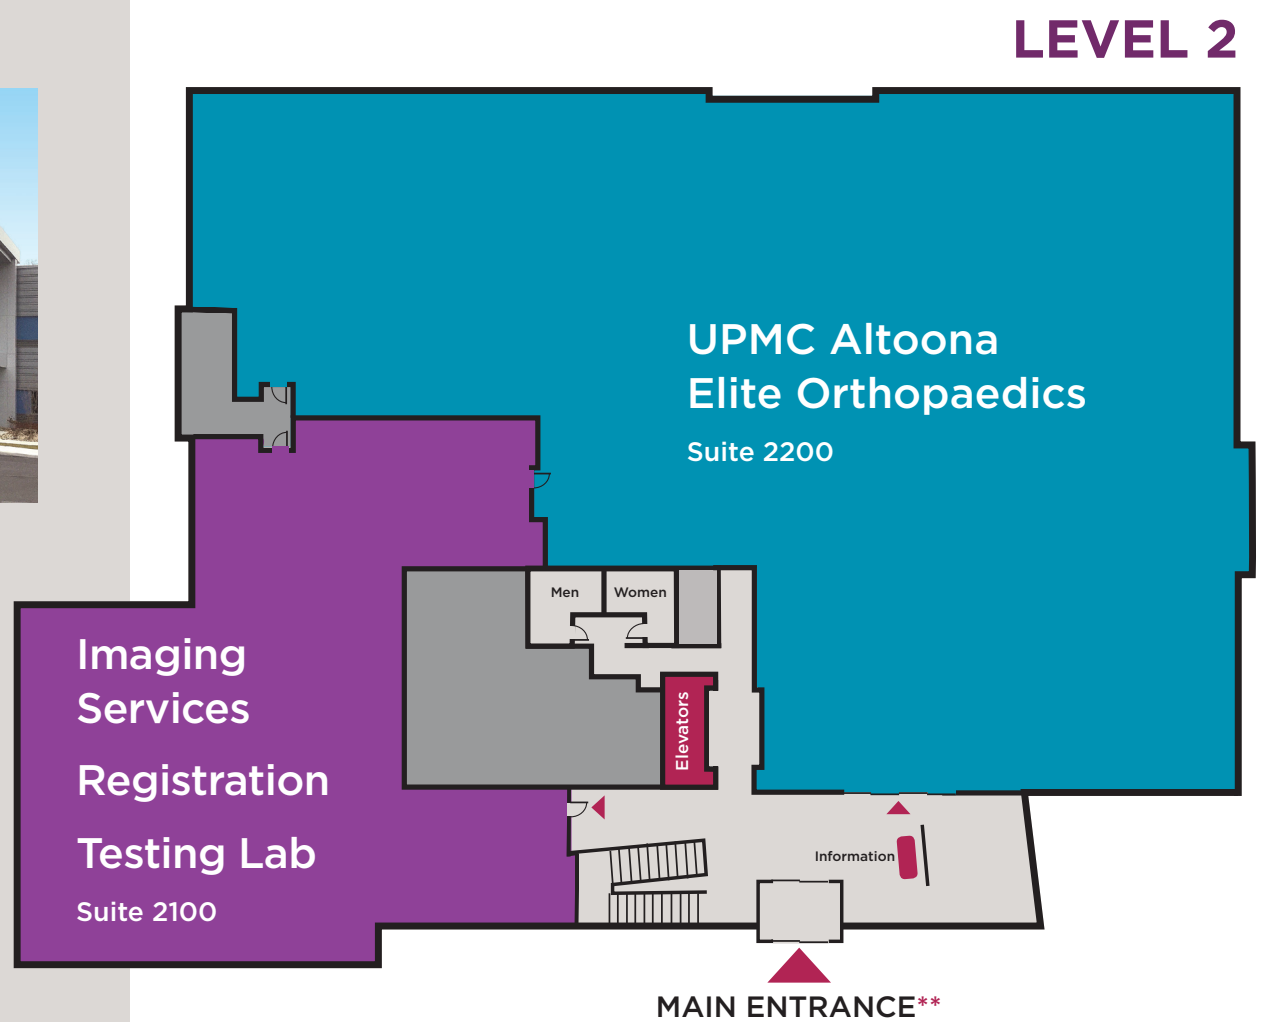 LEVEL 2
UPMC Altoona
Elite Orthopaedics
Suite 2200
Men
Women
Imaging
Services
Registration
Testing Lab
Suite 2100
Elevators
Information
MAIN ENTRANCE**